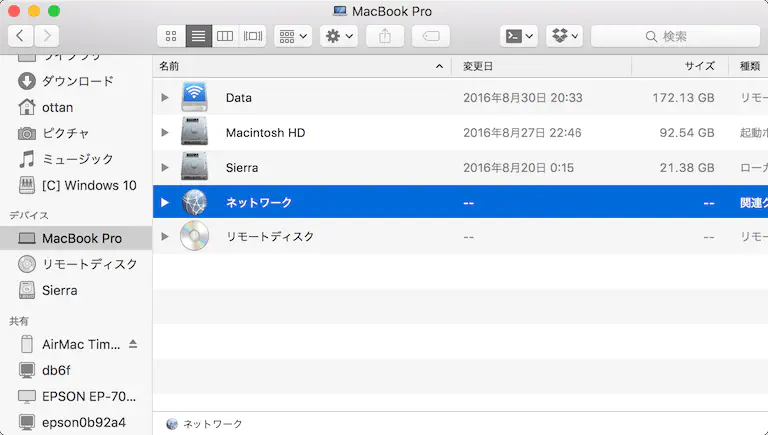 MacBook Pro
検索
ライブラリ
ダウンロード
ottan
ピクチャ
ミュージック
[C] Windows 10
デバイス
MacBook Pro
リモートディスク
Sierra
共有
AirMac Tim...
db6f
EPSON EP-70...
epson0b92a4
名前 変更日 サイズ 種類
Data 2016年8月30日 20:33 172.13 GB リモー
Macintosh HD 2016年8月27日 22:46 92.54 GB 起動ボ
Sierra 2016年8月20日 0:15 21.38 GB ローカ
ネットワーク -- -- 関連ク
リモートディスク -- -- リモー
ネットワーク